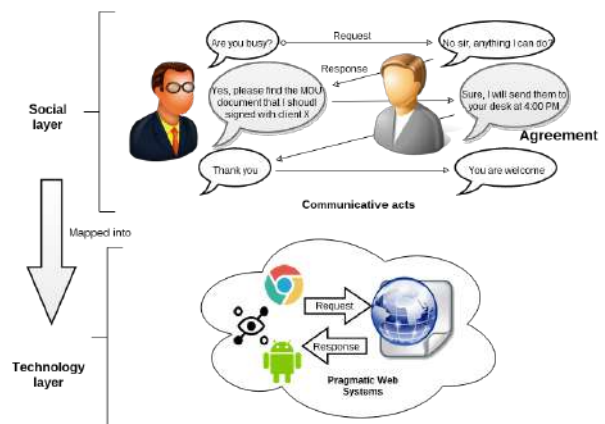 Are you busy?
Request
No sir, anything I can do?
Response
Yes, please find the MOU
document that I shoudl
signed with client X
Sure, I will send them to
your desk at 4:00 PM
Social
layer
Agreement
Thank you
You are welcome
Communicative acts
Mapped into
Request
Response
Technology
layer
Pragmatic Web
Systems